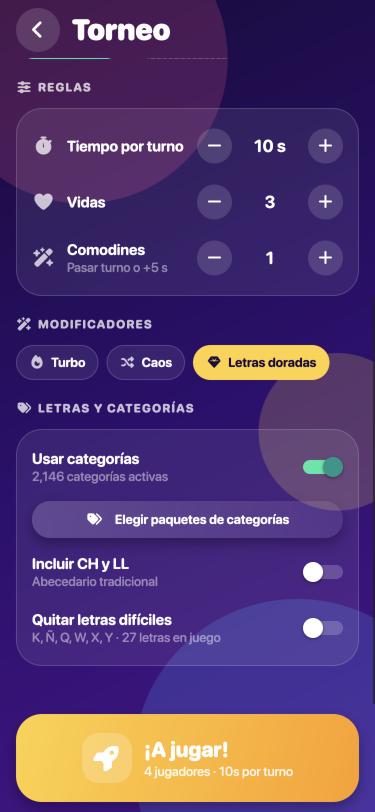 Torneo
REGLAS
Tiempo por turno − 10 s +
Vidas − 3 +
Comodines − 1 +
Pasar turno o +5 s
MODIFICADORES
Turbo Caos Letras doradas
LETRAS Y CATEGORÍAS
Usar categorías
2,146 categorías activas
Elegir paquetes de categorías
Incluir CH y LL
Abecedario tradicional
Quitar letras difíciles
K, Ñ, Q, W, X, Y · 27 letras en juego
¡A jugar!
4 jugadores · 10s por turno